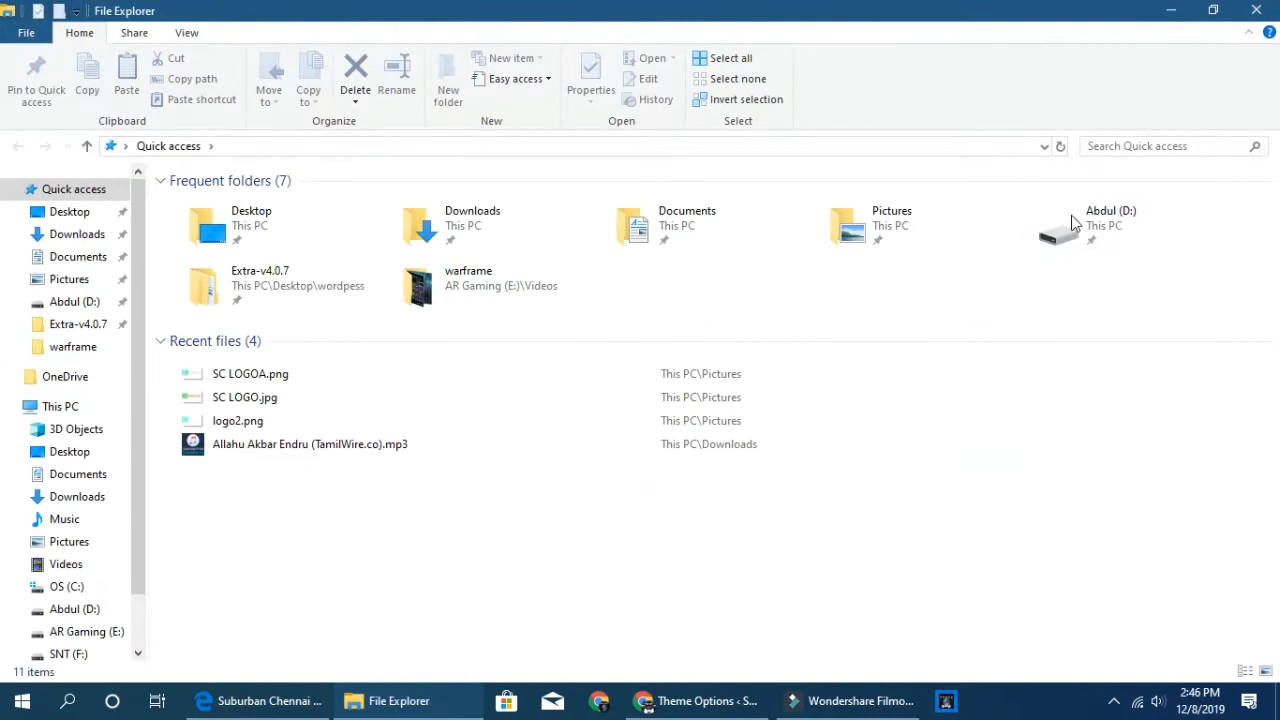 File Explorer
File Home Share View
Pin to Quick access
Copy
Paste
Cut
Copy path
Paste shortcut
Clipboard
Move to
Copy to
Delete
Rename
Organize
New folder
New item
Easy access
New
Properties
Open
Edit
History
Open
Select all
Select none
Invert selection
Select
Quick access
Search Quick access
Quick access
Desktop
Downloads
Documents
Pictures
Abdul (D:)
Extra-v4.0.7
warframe
OneDrive
This PC
3D Objects
Desktop
Documents
Downloads
Music
Pictures
Videos
OS (C:)
Abdul (D:)
AR Gaming (E:)
SNT (F:)
Frequent folders (7)
Desktop
This PC
Downloads
This PC
Documents
This PC
Pictures
This PC
Abdul (D:)
This PC
Extra-v4.0.7
This PC\Desktop\wordpess
warframe
AR Gaming (E:)\Videos
Recent files (4)
SC LOGOA.png This PC\Pictures
SC LOGO.jpg This PC\Pictures
logo2.png This PC\Pictures
Allahu Akbar Endru (TamilWire.co).mp3 This PC\Downloads
11 items
Suburban Chennai ...
File Explorer
Theme Options ‹ S...
Wondershare Filmo...
2:46 PM
12/8/2019